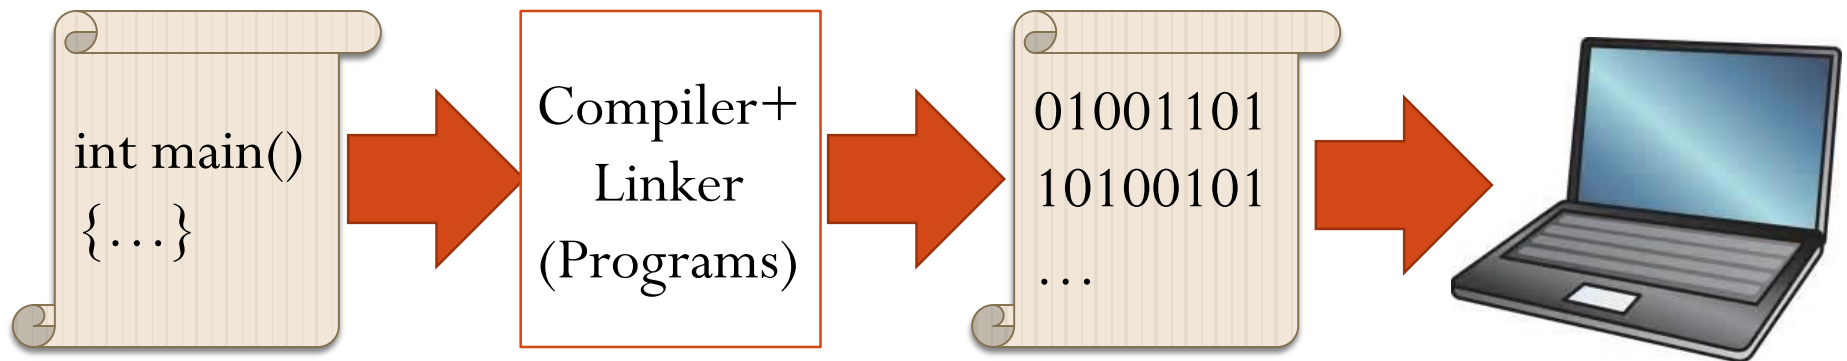 int main()
{…}
Compiler+
Linker
(Programs)
01001101
10100101
…